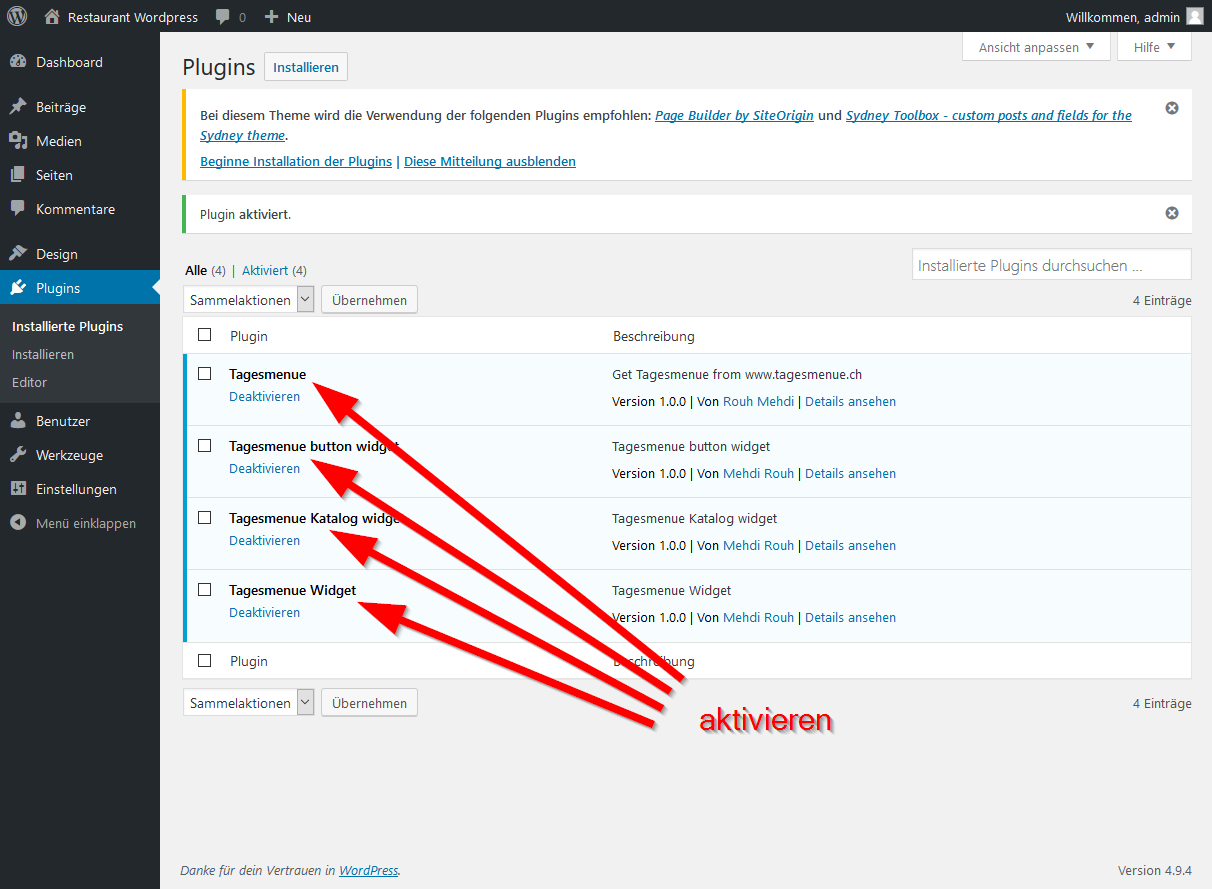 Restaurant Wordpress 0 Neu Willkommen, admin
Dashboard
Beiträge
Medien
Seiten
Kommentare
Design
Plugins
Installierte Plugins
Installieren
Editor
Benutzer
Werkzeuge
Einstellungen
Menü einklappen
Ansicht anpassen Hilfe
Plugins Installieren
Bei diesem Theme wird die Verwendung der folgenden Plugins empfohlen: Page Builder by SiteOrigin und Sydney Toolbox - custom posts and fields for the
Sydney theme.
Beginne Installation der Plugins | Diese Mitteilung ausblenden
Plugin aktiviert.
Alle (4) | Aktiviert (4)
Installierte Plugins durchsuchen ...
Sammelaktionen Übernehmen
4 Einträge
Plugin Beschreibung
Tagesmenue Get Tagesmenue from www.tagesmenue.ch
Deaktivieren Version 1.0.0 | Von Rouh Mehdi | Details ansehen
Tagesmenue button widget Tagesmenue button widget
Deaktivieren Version 1.0.0 | Von Mehdi Rouh | Details ansehen
Tagesmenue Katalog widget Tagesmenue Katalog widget
Deaktivieren Version 1.0.0 | Von Mehdi Rouh | Details ansehen
Tagesmenue Widget Tagesmenue Widget
Deaktivieren Version 1.0.0 | Von Mehdi Rouh | Details ansehen
Plugin Beschreibung
Sammelaktionen Übernehmen 4 Einträge
aktivieren
Danke für dein Vertrauen in WordPress. Version 4.9.4